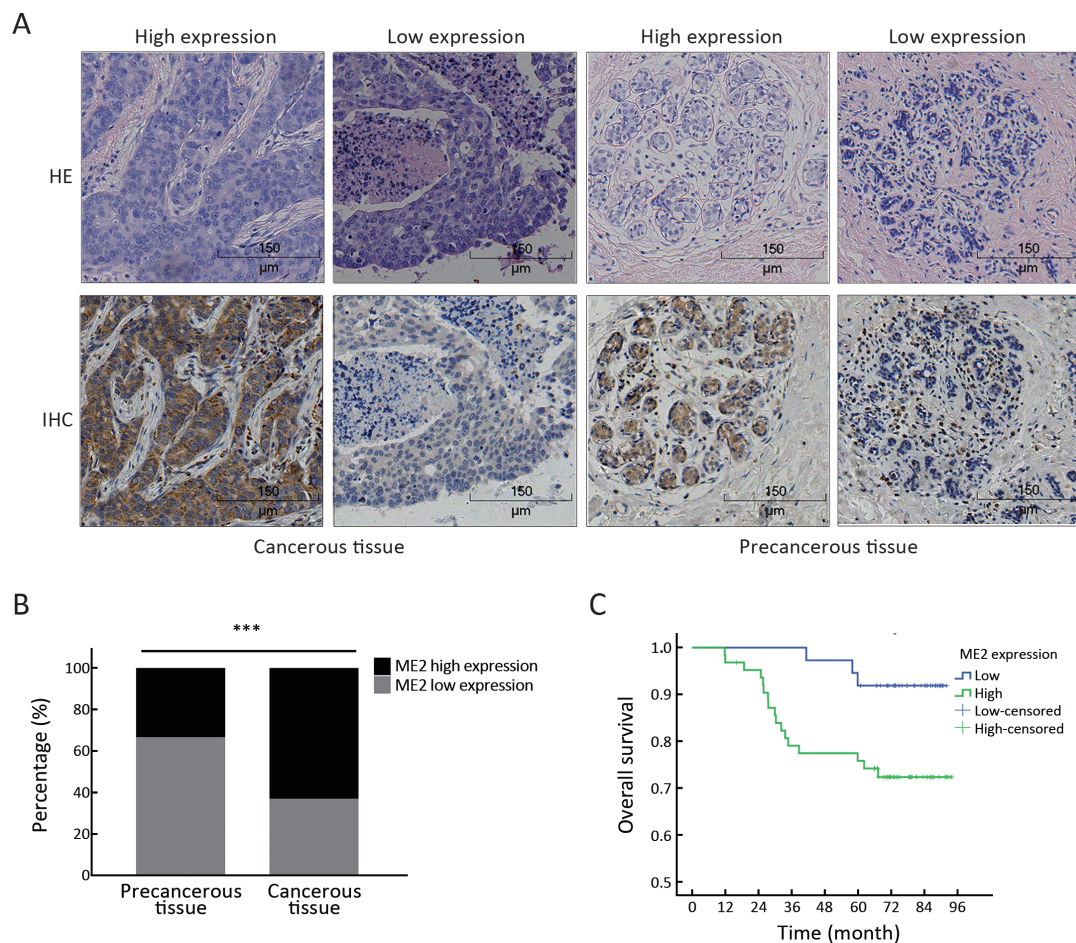 A
High expression
Low expression
High expression
Low expression
HE
150
µm
150
µm
150
µm
150
µm
IHC
150
µm
150
µm
150
µm
150
µm
Cancerous tissue
Precancerous tissue
B
***
ME2 high expression
ME2 low expression
Percentage (%)
100
80
60
40
20
0
Precancerous
tissue
Cancerous
tissue
C
ME2 expression
Low
High
Low-censored
High-censored
Overall survival
1.0
0.9
0.8
0.7
0.6
0.5
0 12 24 36 48 60 72 84 96
Time (month)